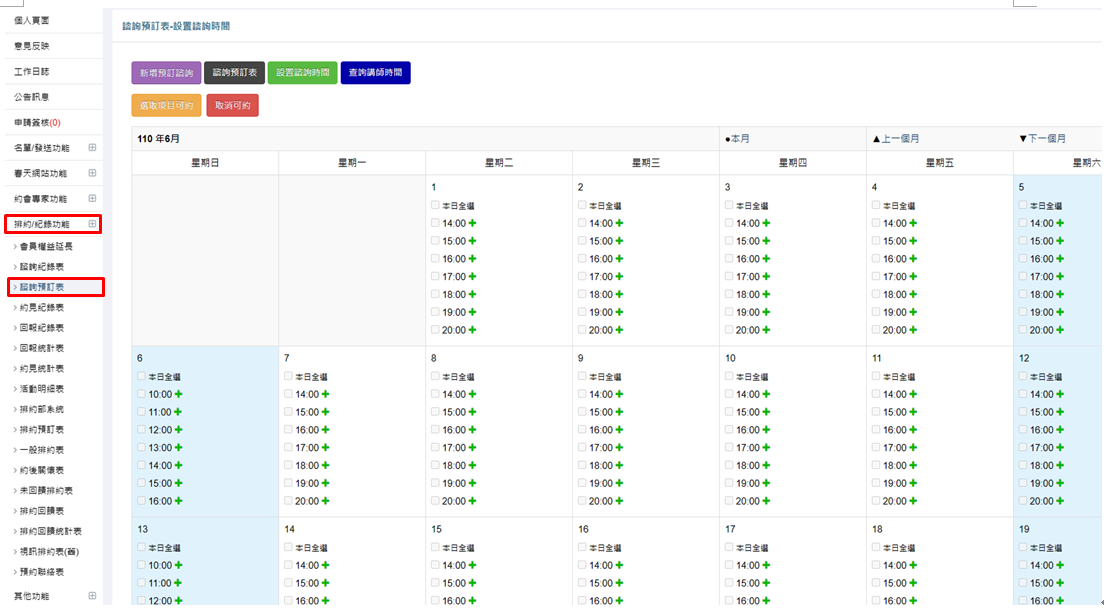 個人頁面
意見反映
工作日誌
公告訊息
申請簽核(0)
名單/發送功能
春天網站功能
約會專家功能
排約/紀錄功能
會員權益延長
諮詢紀錄表
諮詢預訂表
約見紀錄表
回報紀錄表
回報統計表
約見統計表
活動明細表
排約部系統
排約預訂表
一般排約表
約後關懷表
未回饋排約表
排約回饋表
排約回饋統計表
視訊排約表(舊)
預約聯絡表
其他功能
諮詢預訂表-設置諮詢時間
新增預訂諮詢 諮詢預訂表 設置諮詢時間 查詢講師時間
選取項目可約 取消可約
110 年6月 ●本月 ▲上一個月 ▼下一個月
星期日 星期一 星期二 星期三 星期四 星期五 星期六
1 2 3 4 5
本日全選 本日全選 本日全選 本日全選 本日全選
14:00 14:00 14:00 14:00 14:00
15:00 15:00 15:00 15:00 15:00
16:00 16:00 16:00 16:00 16:00
17:00 17:00 17:00 17:00 17:00
18:00 18:00 18:00 18:00 18:00
19:00 19:00 19:00 19:00 19:00
20:00 20:00 20:00 20:00 20:00
6 7 8 9 10 11 12
本日全選 本日全選 本日全選 本日全選 本日全選 本日全選 本日全選
10:00 14:00 14:00 14:00 14:00 14:00 14:00
11:00 15:00 15:00 15:00 15:00 15:00 15:00
12:00 16:00 16:00 16:00 16:00 16:00 16:00
13:00 17:00 17:00 17:00 17:00 17:00 17:00
14:00 18:00 18:00 18:00 18:00 18:00 18:00
15:00 19:00 19:00 19:00 19:00 19:00 19:00
16:00 20:00 20:00 20:00 20:00 20:00 20:00
13 14 15 16 17 18 19
本日全選 本日全選 本日全選 本日全選 本日全選 本日全選 本日全選
10:00 14:00 14:00 14:00 14:00 14:00 14:00
11:00 15:00 15:00 15:00 15:00 15:00 15:00
12:00 16:00 16:00 16:00 16:00 16:00 16:00